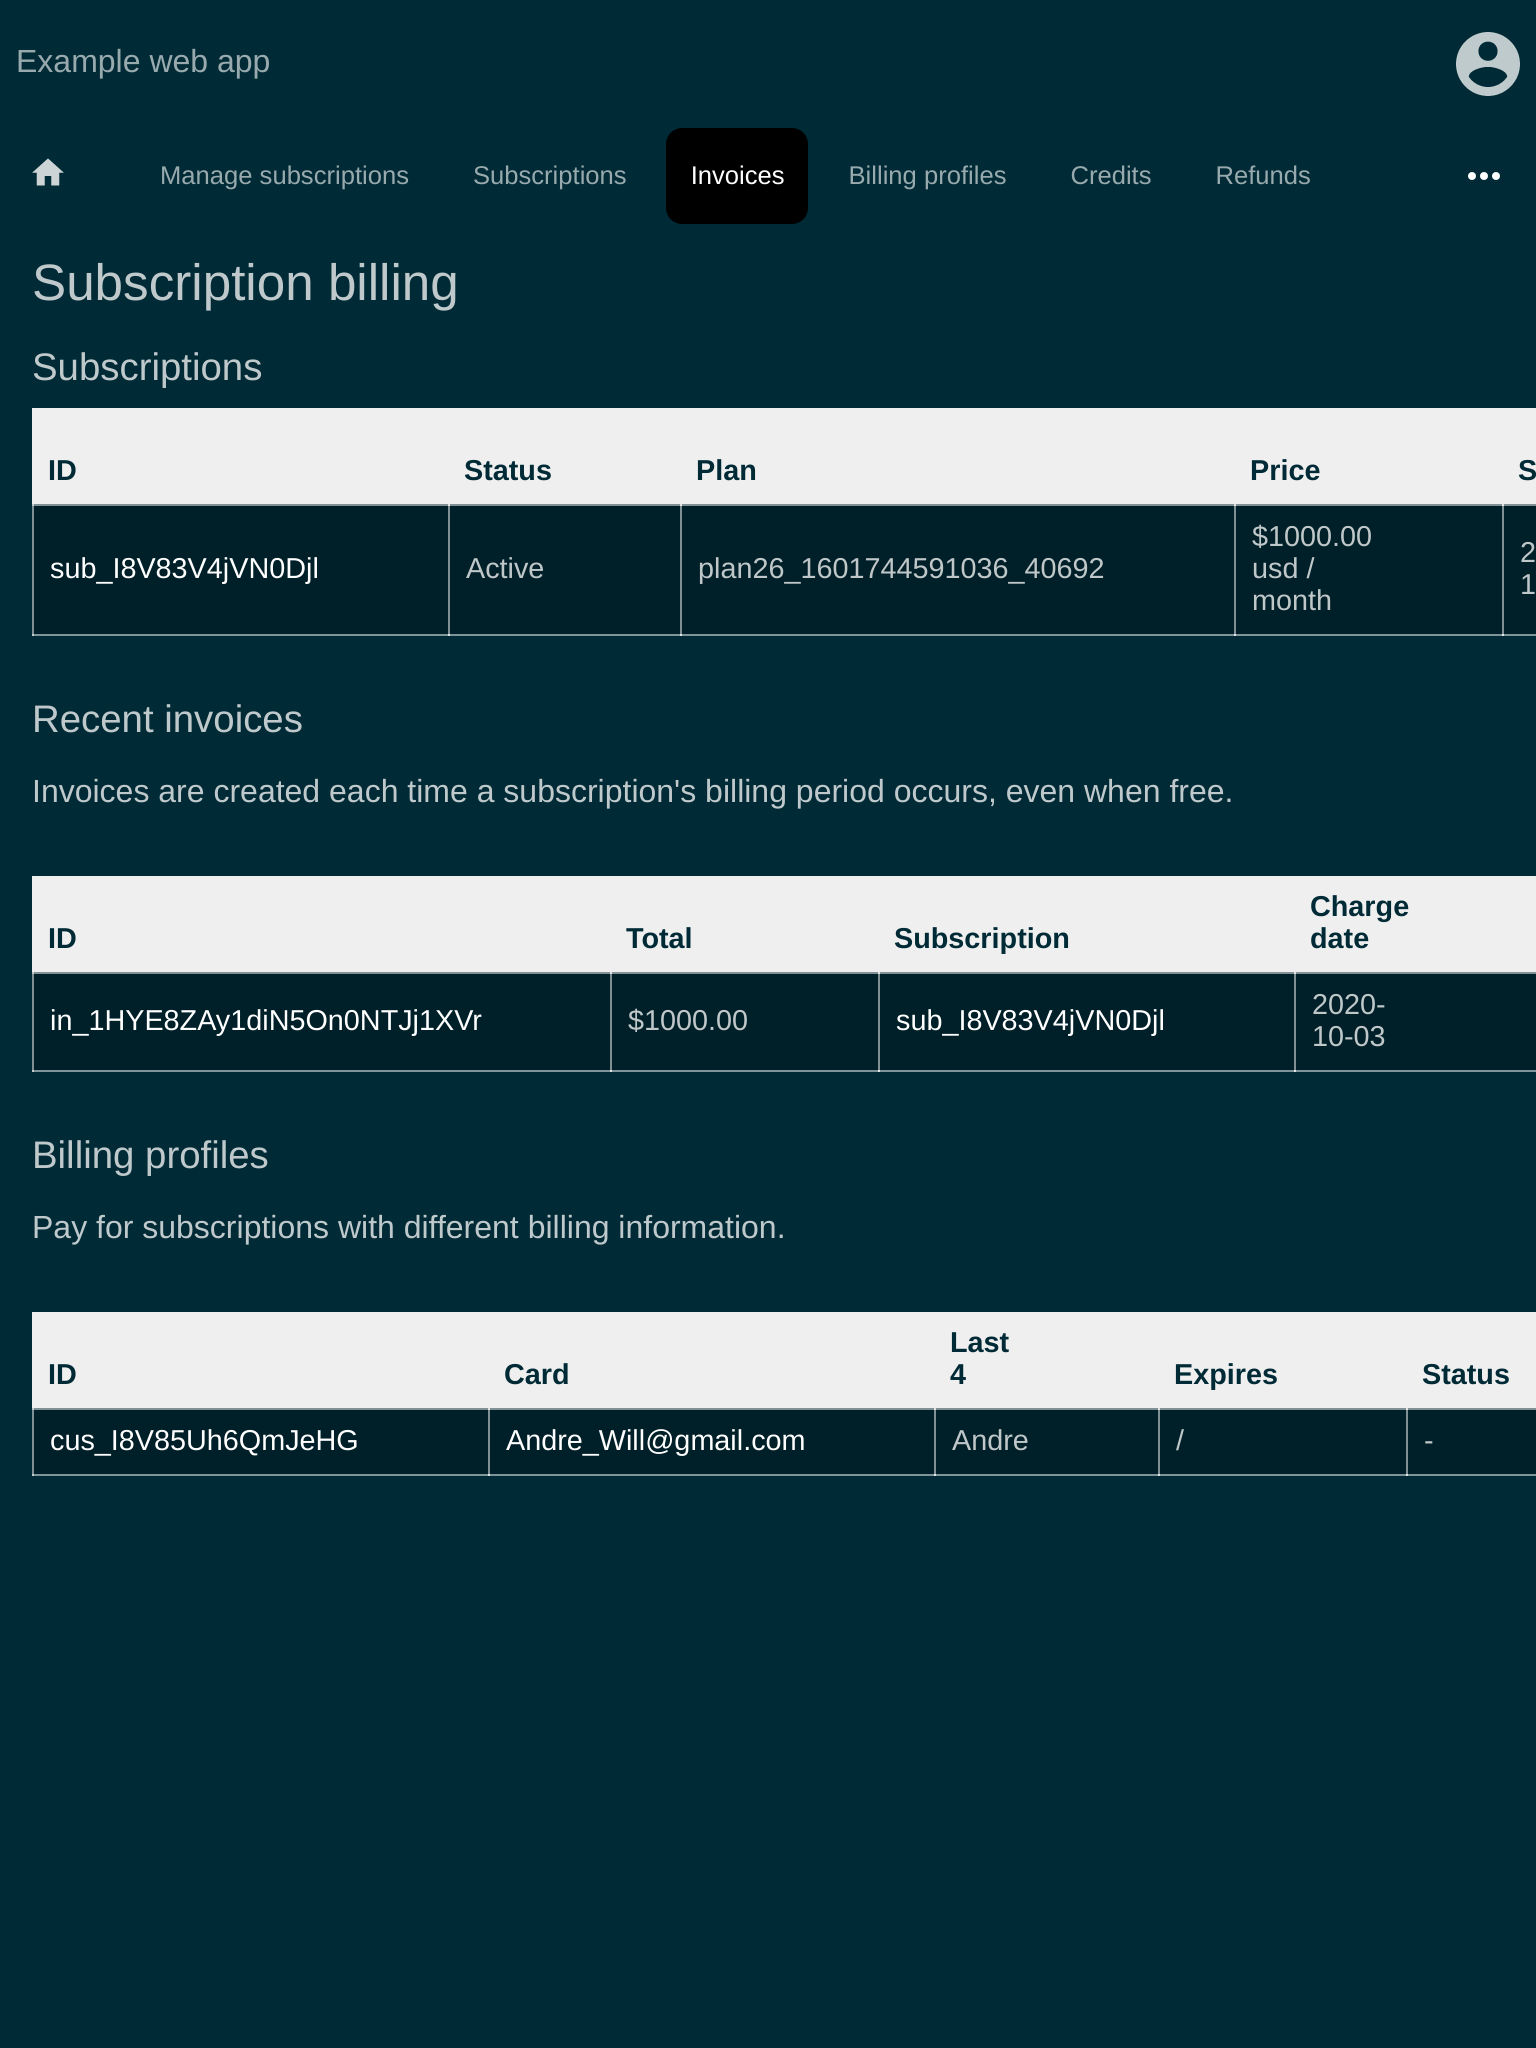 Example web app
Manage subscriptions Subscriptions Invoices Billing profiles Credits Refunds
Subscription billing
Subscriptions
ID Status Plan Price S
sub_I8V83V4jVN0Djl Active plan26_1601744591036_40692 $1000.00 2
usd / 1
month
Recent invoices
Invoices are created each time a subscription's billing period occurs, even when free.
ID Total Subscription Charge
date
in_1HYE8ZAy1diN5On0NTJj1XVr $1000.00 sub_I8V83V4jVN0Djl 2020-
10-03
Billing profiles
Pay for subscriptions with different billing information.
ID Card Last
4 Expires Status
cus_I8V85Uh6QmJeHG Andre_Will@gmail.com Andre / -